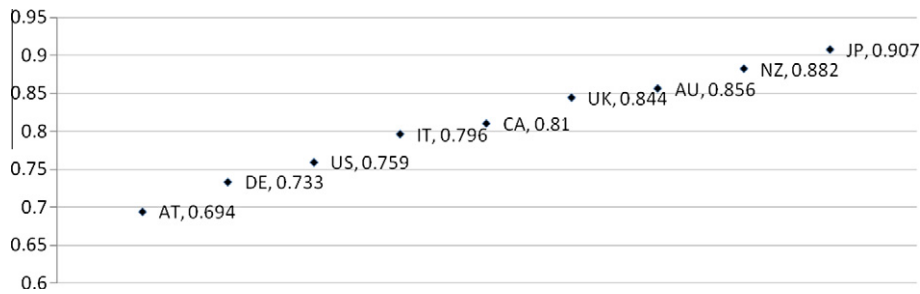 0.95
0.9
0.85
0.8
0.75
0.7
0.65
0.6
AT, 0.694
DE, 0.733
US, 0.759
IT, 0.796
CA, 0.81
UK, 0.844
AU, 0.856
NZ, 0.882
JP, 0.907